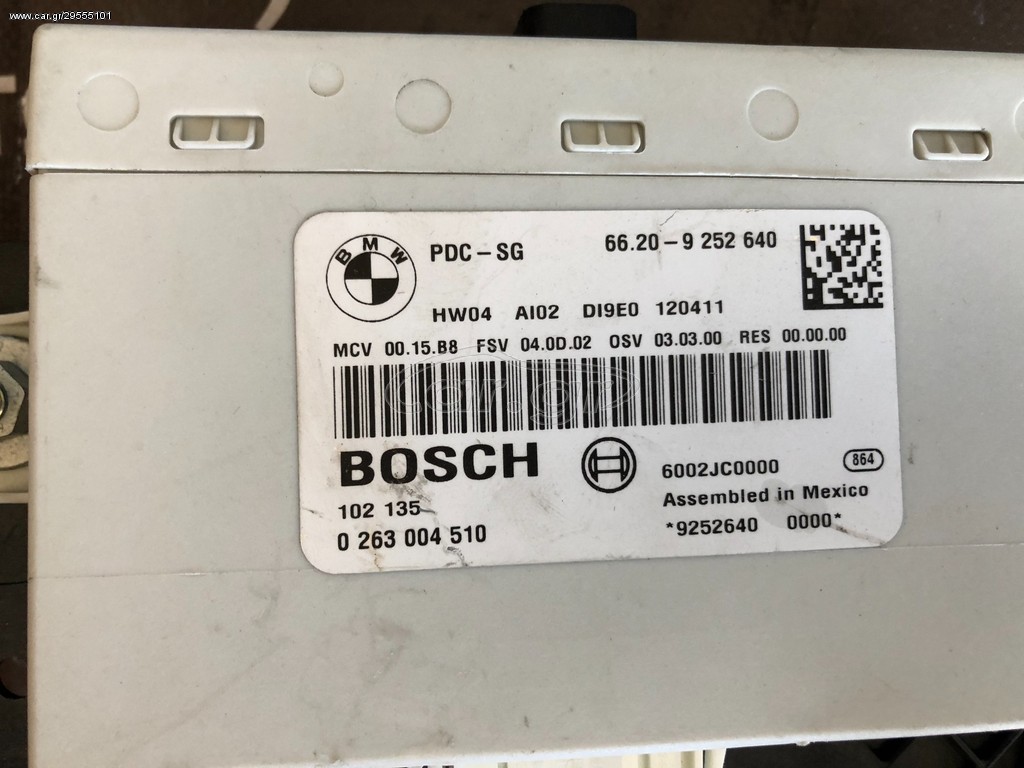 www.car.gr/29555101
BMW
PDC-SG 66.20-9 252 640
HW04 AI02 DI9E0 120411
MCV 00.15.B8 FSV 04.0D.02 OSV 03.03.00 RES 00.00.00
car.gr
BOSCH
6002JC0000 864
Assembled in Mexico
102 135
0 263 004 510
*9252640 0000*